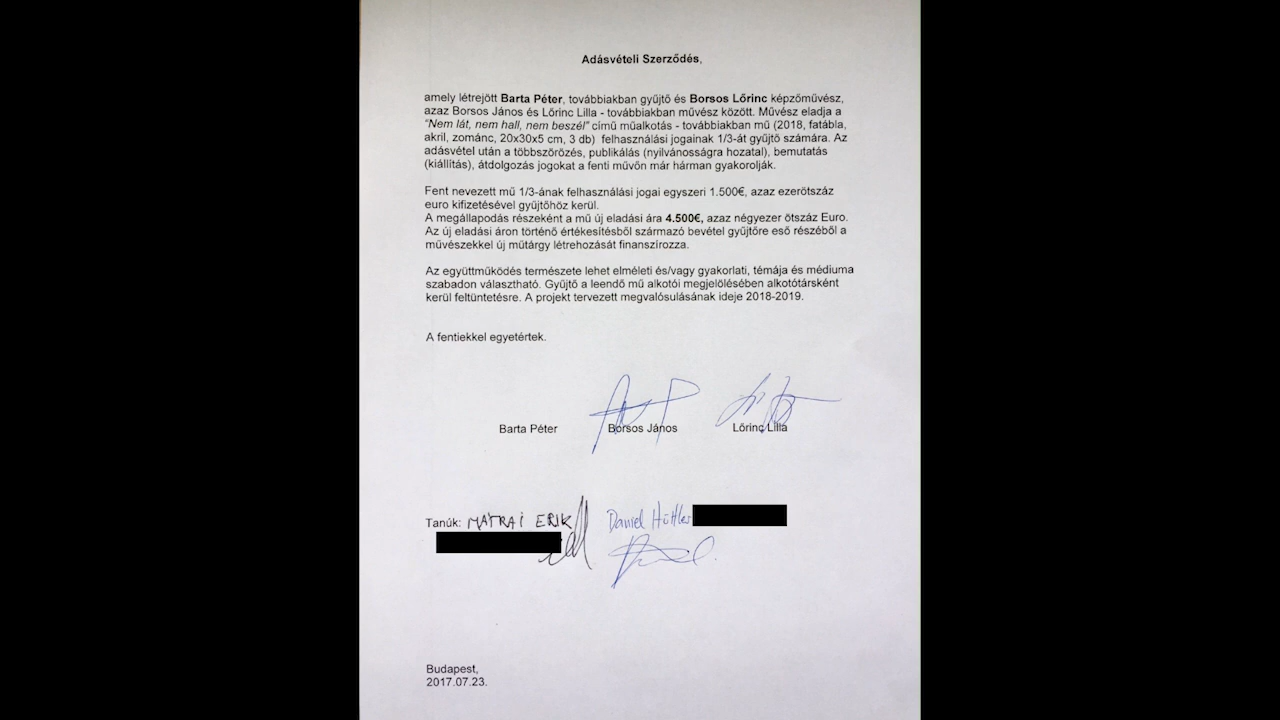 Adásvételi Szerződés,
amely létrejött Barta Péter, továbbiakban gyűjtő és Borsos Lőrinc képzőművész,
azaz Borsos János és Lőrinc Lilla - továbbiakban művész között. Művész eladja a
"Nem lát, nem hall, nem beszél" című műalkotás - továbbiakban mű (2018, fatábla,
akril, zománc, 20x30x5 cm, 3 db) felhasználási jogainak 1/3-át gyűjtő számára. Az
adásvétel után a többszörözés, publikálás (nyilvánosságra hozatal), bemutatás
(kiállítás), átdolgozás jogokat a fenti művön már hárman gyakorolják.
Fent nevezett mű 1/3-ának felhasználási jogai egyszeri 1.500€, azaz ezerötszáz
euro kifizetésével gyűjtőhöz kerül.
A megállapodás részeként a mű új eladási ára 4.500€, azaz négyezer ötszáz Euro.
Az új eladási áron történő értékesítésből származó bevétel gyűjtőre eső részéből a
művészekkel új műtárgy létrehozását finanszírozza.
Az együttműködés természete lehet elméleti és/vagy gyakorlati, témája és médiuma
szabadon választható. Gyűjtő a leendő mű alkotói megjelölésében alkotótársként
kerül feltüntetésre. A projekt tervezett megvalósulásának ideje 2018-2019.
A fentiekkel egyetértek.
Barta Péter Borsos János Lőrinc Lilla
Tanúk: MÁTRAI ERIK Daniel Hüttler
Budapest,
2017.07.23.